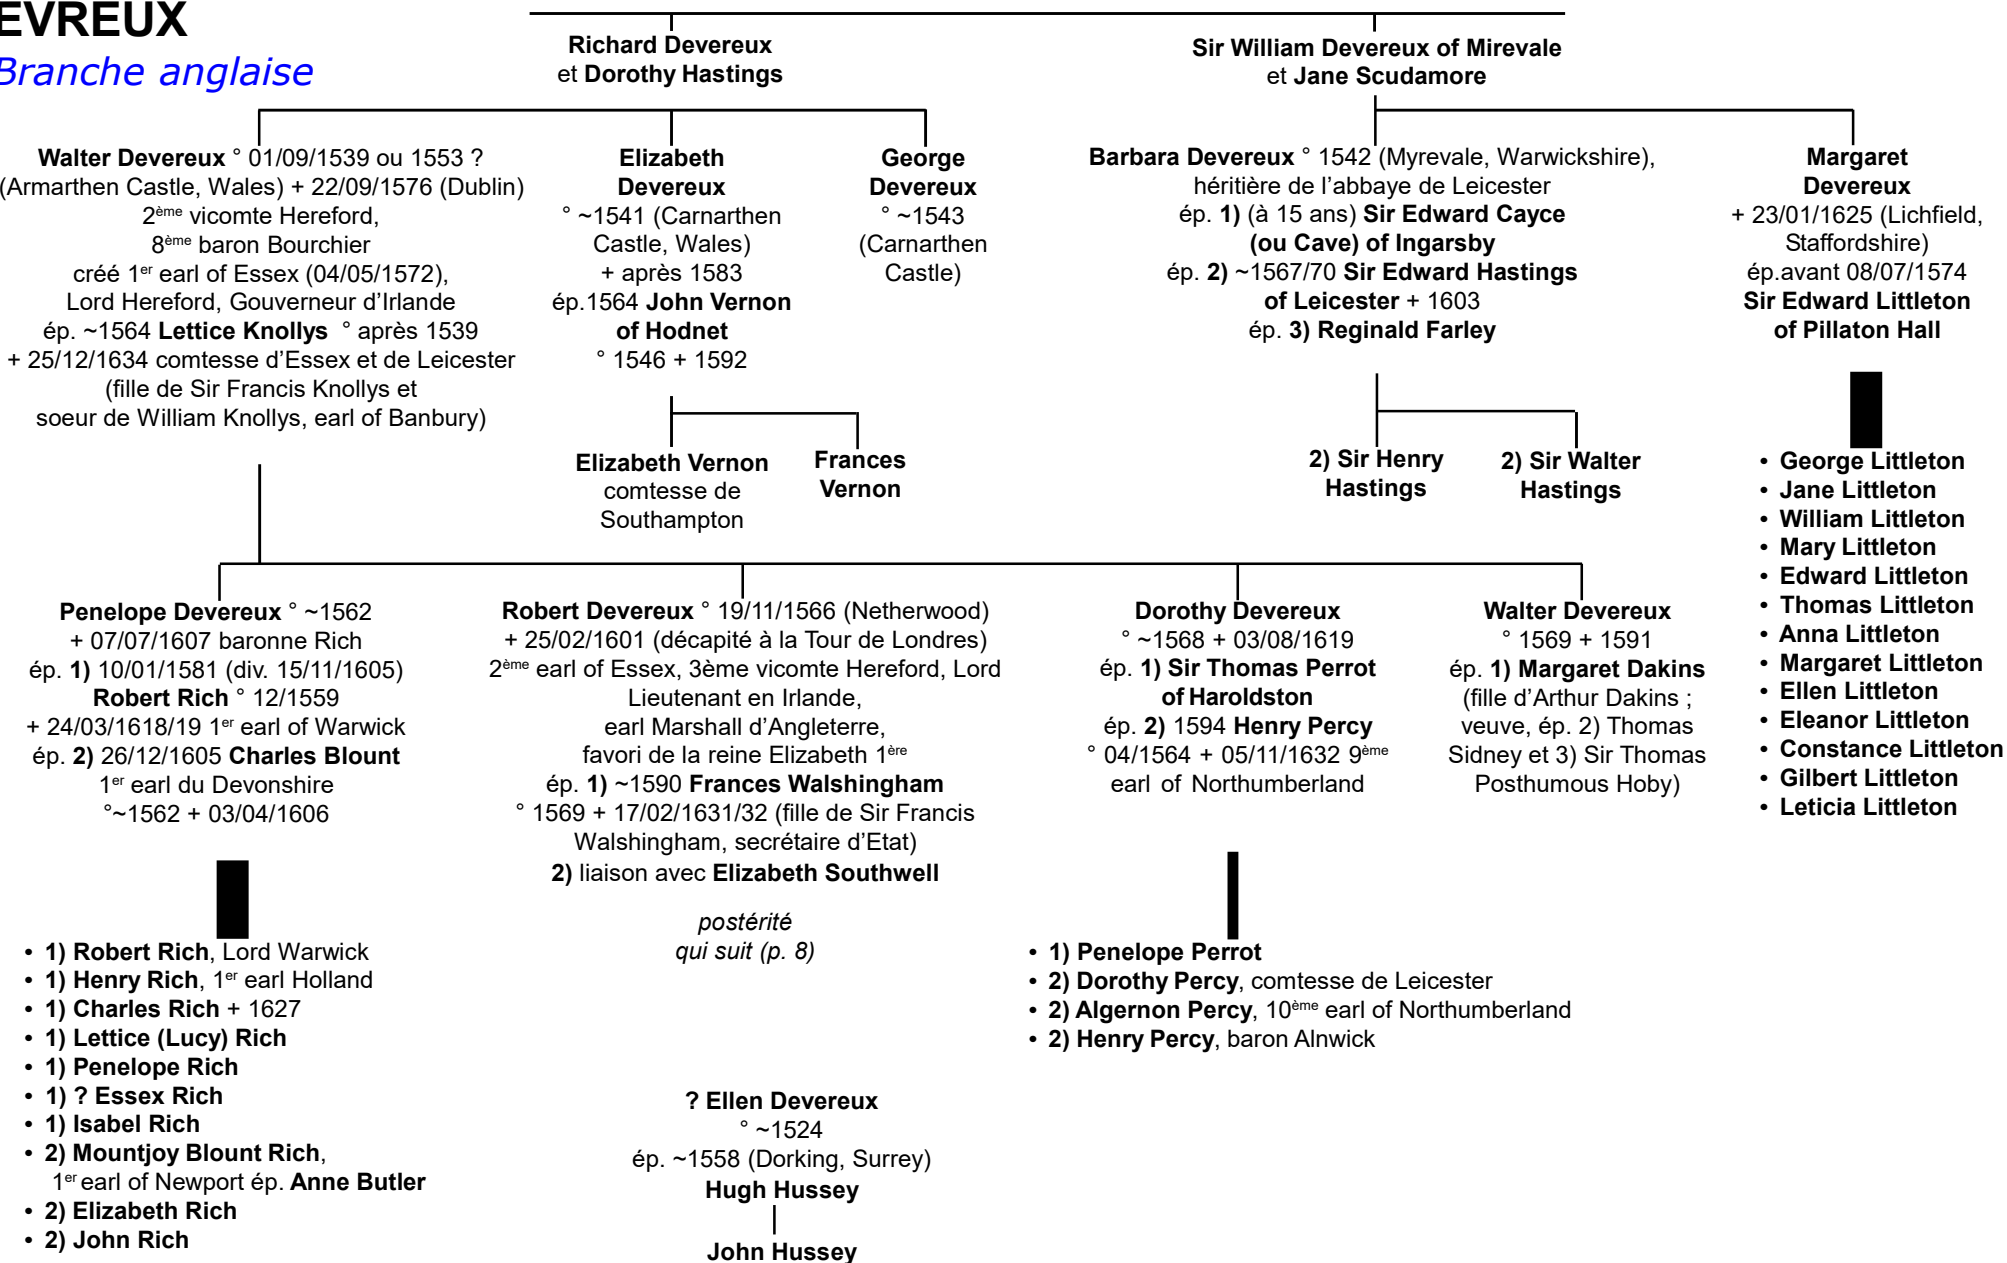 EVREUX
Branche anglaise
Richard Devereux
et Dorothy Hastings
Sir William Devereux of Mirevale
et Jane Scudamore
Walter Devereux ° 01/09/1539 ou 1553 ?
(Armarthen Castle, Wales) + 22/09/1576 (Dublin)
2ème vicomte Hereford,
8ème baron Bourchier
créé 1er earl of Essex (04/05/1572),
Lord Hereford, Gouverneur d’Irlande
ép. ~1564 Lettice Knollys ° après 1539
+ 25/12/1634 comtesse d’Essex et de Leicester
(fille de Sir Francis Knollys et
soeur de William Knollys, earl of Banbury)
Elizabeth
Devereux
° ~1541 (Carnarthen
Castle, Wales)
+ après 1583
ép.1564 John Vernon
of Hodnet
° 1546 + 1592
George
Devereux
° ~1543
(Carnarthen
Castle)
Barbara Devereux ° 1542 (Myrevale, Warwickshire),
héritière de l’abbaye de Leicester
ép. 1) (à 15 ans) Sir Edward Cayce
(ou Cave) of Ingarsby
ép. 2) ~1567/70 Sir Edward Hastings
of Leicester + 1603
ép. 3) Reginald Farley
Margaret
Devereux
+ 23/01/1625 (Lichfield,
Staffordshire)
ép.avant 08/07/1574
Sir Edward Littleton
of Pillaton Hall
Elizabeth Vernon
comtesse de
Southampton
Frances
Vernon
2) Sir Henry
Hastings
2) Sir Walter
Hastings
• George Littleton
• Jane Littleton
• William Littleton
• Mary Littleton
• Edward Littleton
• Thomas Littleton
• Anna Littleton
• Margaret Littleton
• Ellen Littleton
• Eleanor Littleton
• Constance Littleton
• Gilbert Littleton
• Leticia Littleton
Penelope Devereux ° ~1562
+ 07/07/1607 baronne Rich
ép. 1) 10/01/1581 (div. 15/11/1605)
Robert Rich ° 12/1559
+ 24/03/1618/19 1er earl of Warwick
ép. 2) 26/12/1605 Charles Blount
1er earl du Devonshire
°~1562 + 03/04/1606
Robert Devereux ° 19/11/1566 (Netherwood)
+ 25/02/1601 (décapité à la Tour de Londres)
2ème earl of Essex, 3ème vicomte Hereford, Lord
Lieutenant en Irlande,
earl Marshall d’Angleterre,
favori de la reine Elizabeth 1ère
ép. 1) ~1590 Frances Walshingham
° 1569 + 17/02/1631/32 (fille de Sir Francis
Walshingham, secrétaire d’Etat)
2) liaison avec Elizabeth Southwell
postérité
qui suit (p. 8)
Dorothy Devereux
° ~1568 + 03/08/1619
ép. 1) Sir Thomas Perrot
of Haroldston
ép. 2) 1594 Henry Percy
° 04/1564 + 05/11/1632 9ème
earl of Northumberland
Walter Devereux
° 1569 + 1591
ép. 1) Margaret Dakins
(fille d’Arthur Dakins ;
veuve, ép. 2) Thomas
Sidney et 3) Sir Thomas
Posthumous Hoby)
• 1) Robert Rich, Lord Warwick
• 1) Henry Rich, 1er earl Holland
• 1) Charles Rich + 1627
• 1) Lettice (Lucy) Rich
• 1) Penelope Rich
• 1) ? Essex Rich
• 1) Isabel Rich
• 2) Mountjoy Blount Rich,
1er earl of Newport ép. Anne Butler
• 2) Elizabeth Rich
• 2) John Rich
• 1) Penelope Perrot
• 2) Dorothy Percy, comtesse de Leicester
• 2) Algernon Percy, 10ème earl of Northumberland
• 2) Henry Percy, baron Alnwick
? Ellen Devereux
° ~1524
ép. ~1558 (Dorking, Surrey)
Hugh Hussey
John Hussey